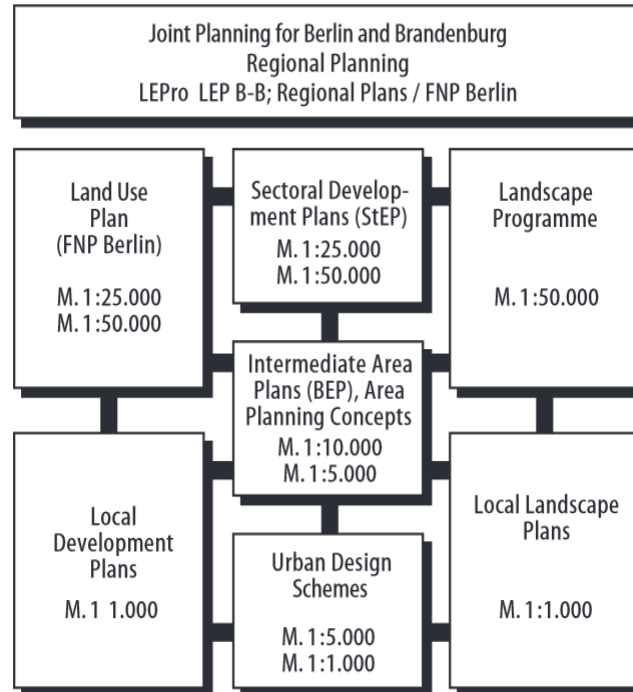 Joint Planning for Berlin and Brandenburg
Regional Planning
LEPro LEP B-B; Regional Plans / FNP Berlin
Land Use
Plan
(FNP Berlin)
M. 1:25.000
M. 1:50.000
Sectoral Develop-
ment Plans (StEP)
M. 1:25.000
M. 1:50.000
Landscape
Programme
M. 1:50.000
Intermediate Area
Plans (BEP), Area
Planning Concepts
M. 1:10.000
M. 1:5.000
Local
Development
Plans
M. 1 1.000
Urban Design
Schemes
M. 1:5.000
M. 1:1.000
Local Landscape
Plans
M. 1:1.000